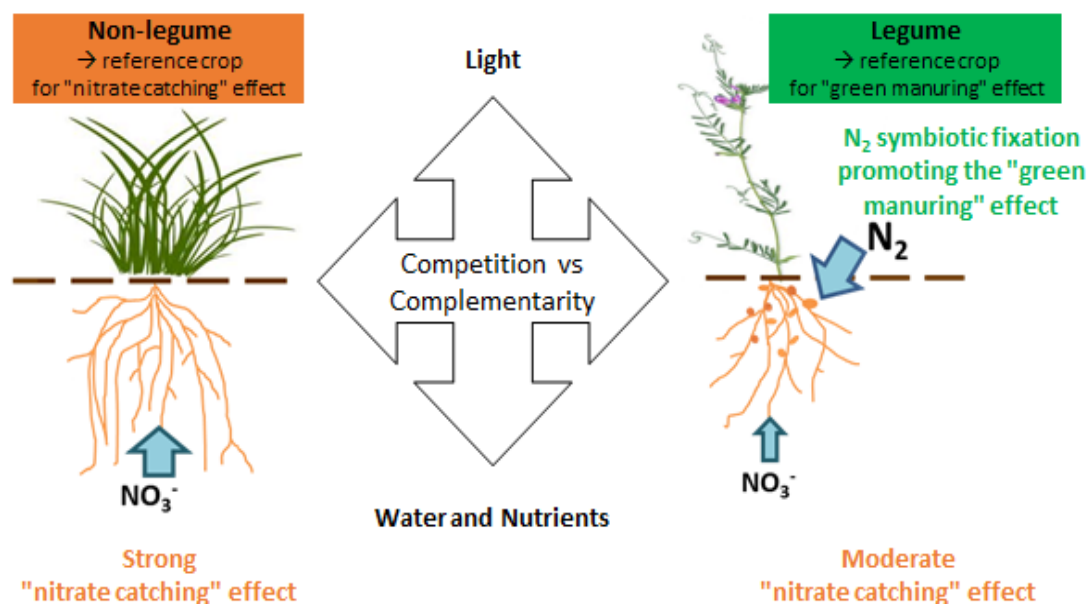 Non-legume
→ reference crop
for "nitrate catching" effect
Light
Legume
→ reference crop
for "green manuring" effect
N₂ symbiotic fixation
promoting the "green
manuring" effect
N₂
Competition vs
Complementarity
NO₃⁻
NO₃⁻
Water and Nutrients
Strong
"nitrate catching" effect
Moderate
"nitrate catching" effect